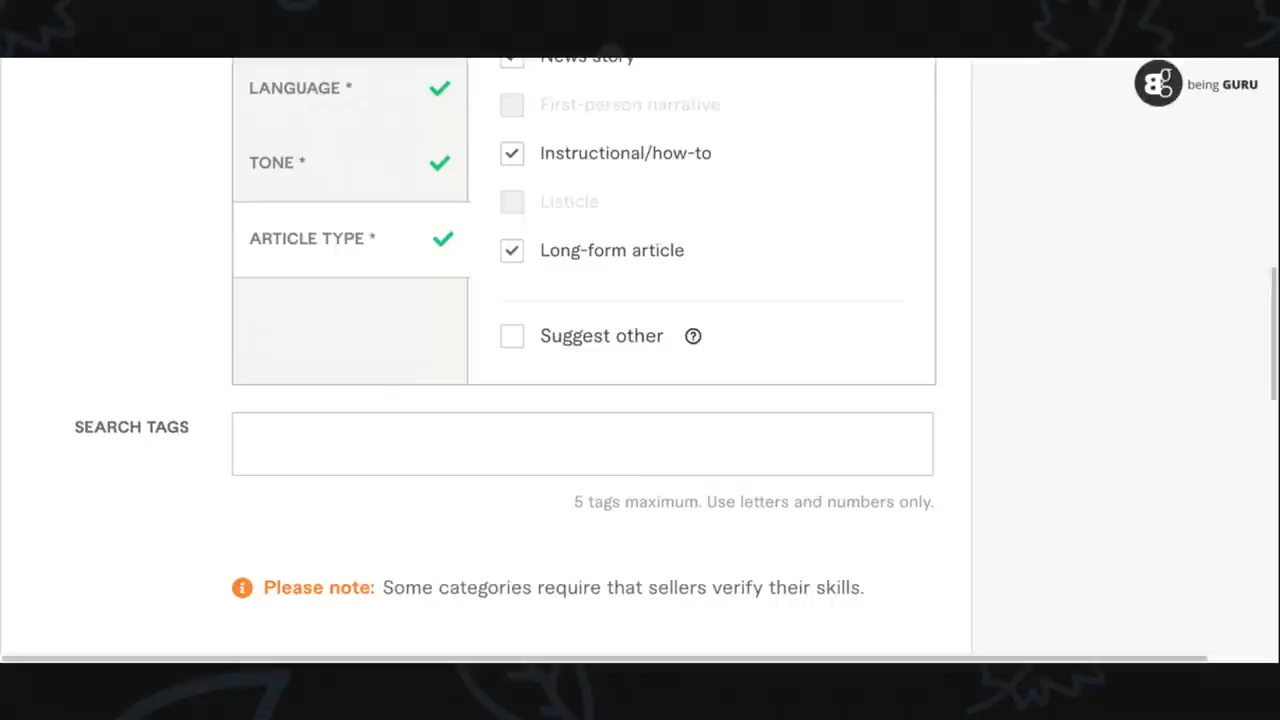 News story
LANGUAGE *
being GURU
First-person narrative
TONE *
Instructional/how-to
Listicle
ARTICLE TYPE *
Long-form article
Suggest other
SEARCH TAGS
5 tags maximum. Use letters and numbers only.
Please note: Some categories require that sellers verify their skills.